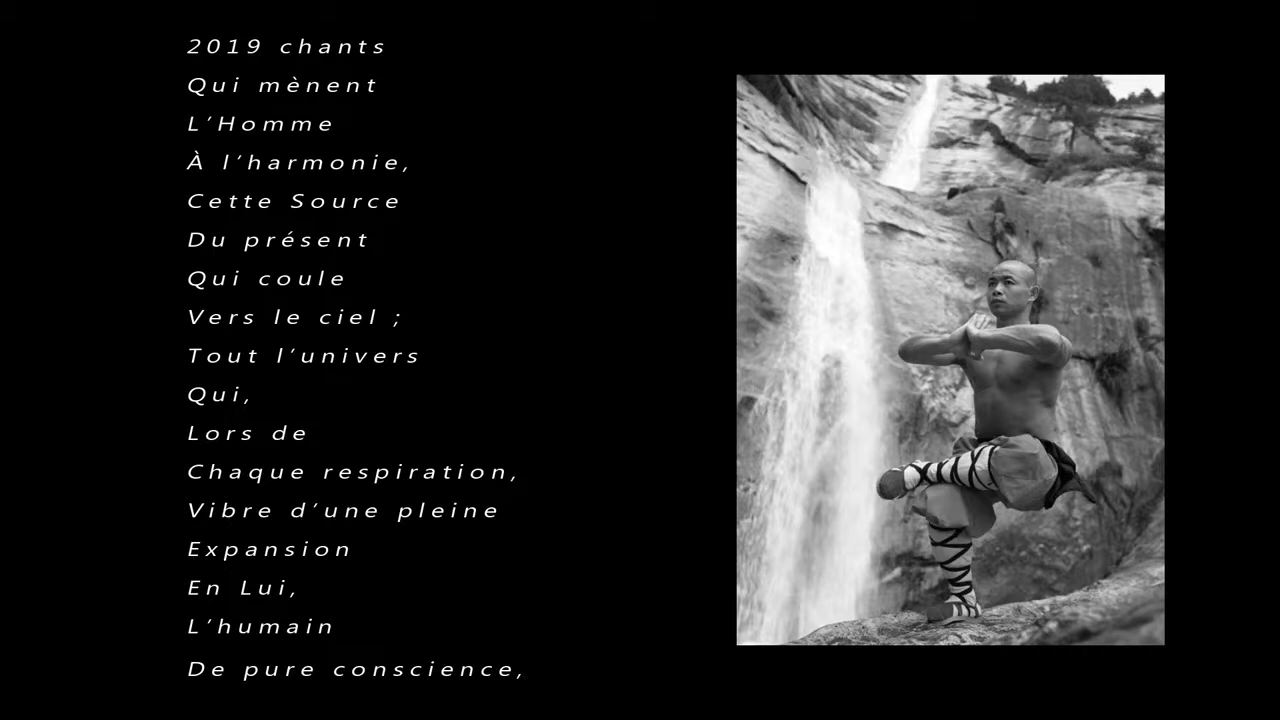 2019 chants
Qui mènent
L’Homme
À l’harmonie,
Cette Source
Du présent
Qui coule
Vers le ciel ;
Tout l’univers
Qui,
Lors de
Chaque respiration,
Vibre d’une pleine
Expansion
En Lui,
L’humain
De pure conscience,